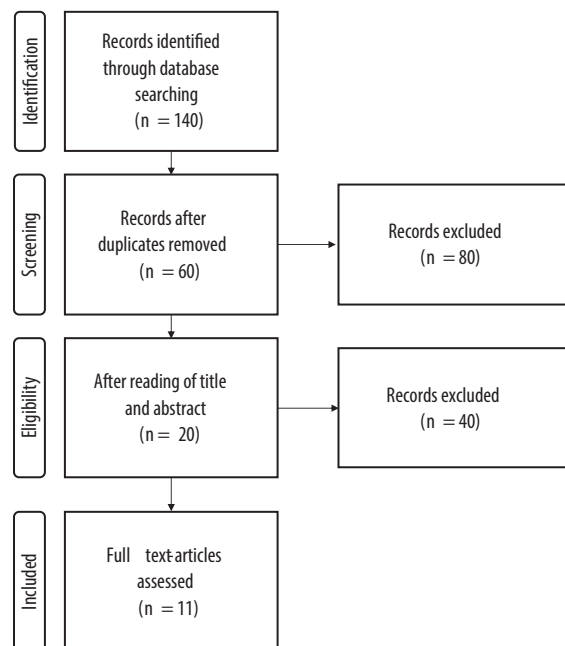 Identification
Records identified
through database
searching
(n = 140)
Screening
Records after
duplicates removed
(n = 60)
Records excluded
(n = 80)
Eligibility
After reading of title
and abstract
(n = 20)
Records excluded
(n = 40)
Included
Full text-articles
assessed
(n = 11)